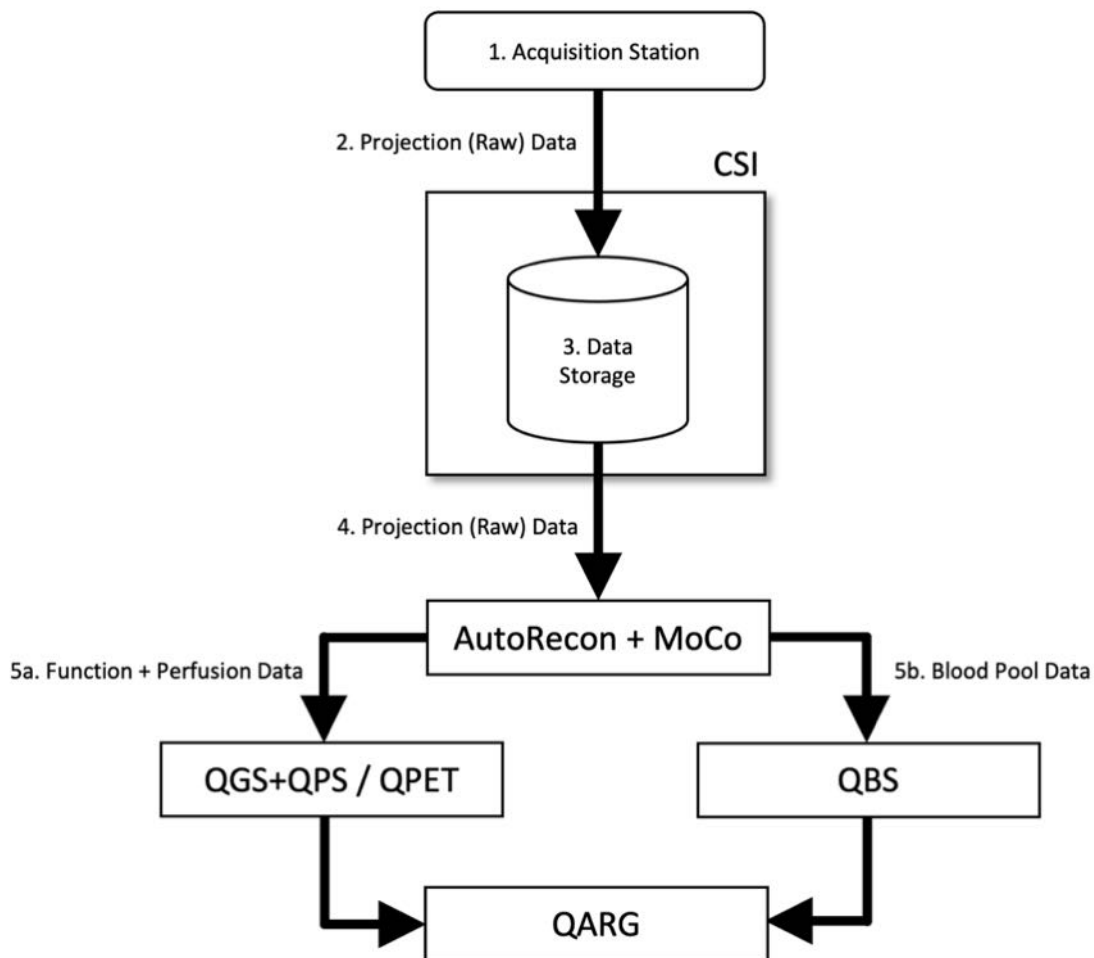 1. Acquisition Station
2. Projection (Raw) Data
CSI
3. Data
Storage
4. Projection (Raw) Data
AutoRecon + MoCo
5a. Function + Perfusion Data
5b. Blood Pool Data
QGS+QPS / QPET
QBS
QARG